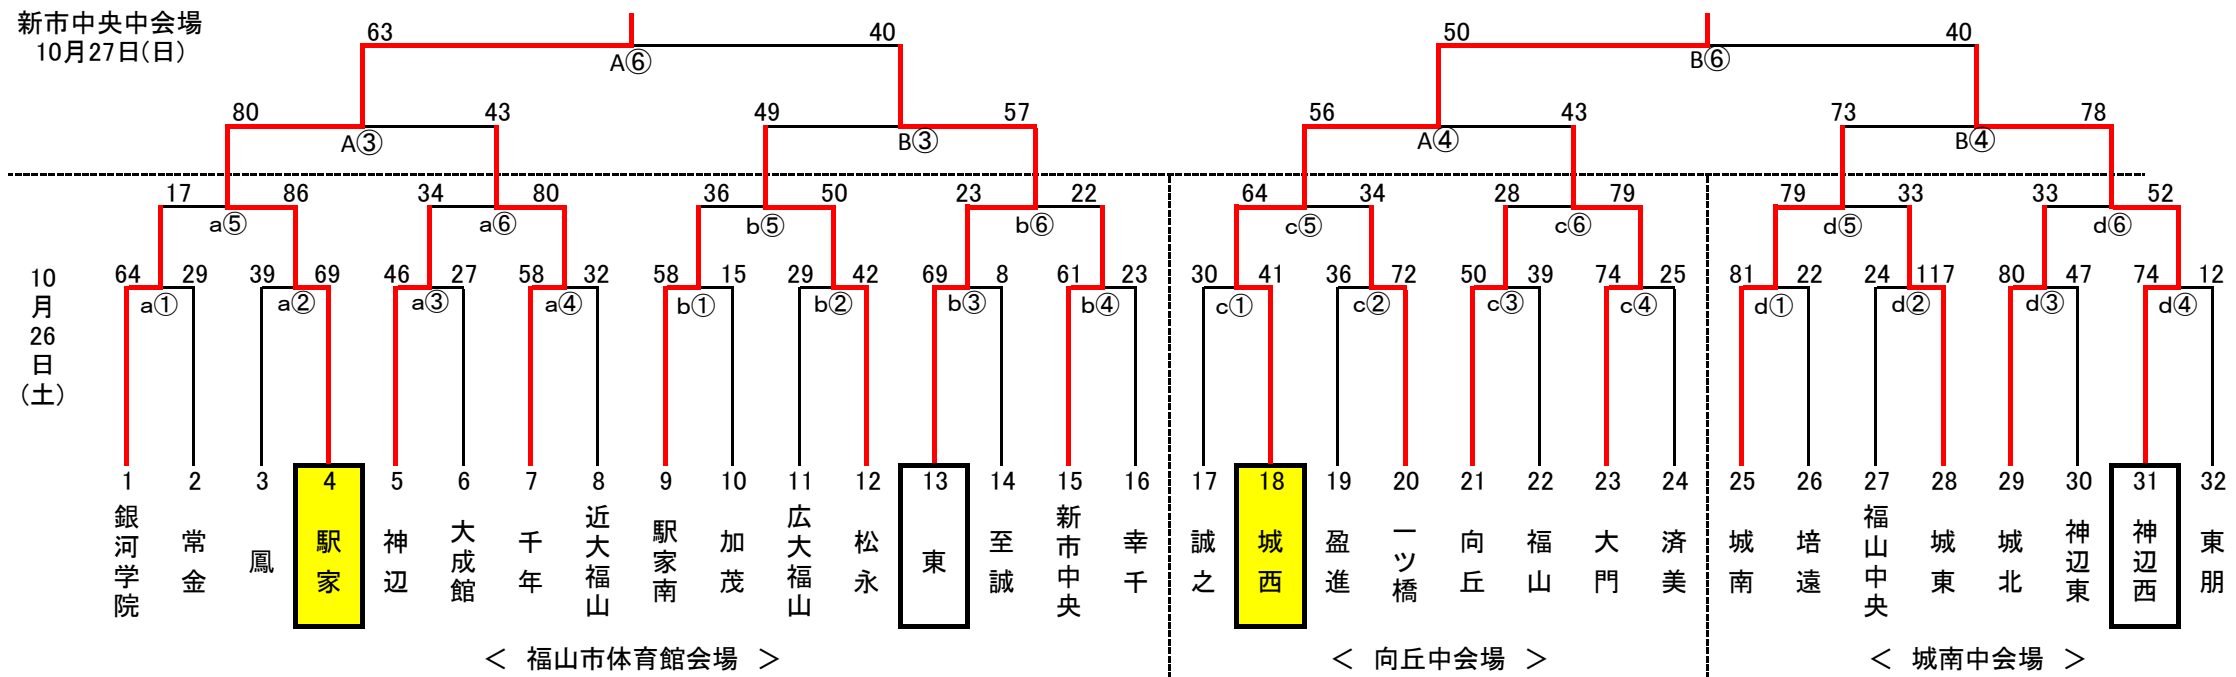 新市中央中会場
10月27日(日)
63 40 50 40
A⑥ B⑥
80 43 49 57 56 43 73 78
A③ B③ A④ B④
17 86 34 80 36 50 23 22 64 34 28 79 79 33 33 52
a⑤ a⑥ b⑤ b⑥ c⑤ c⑥ d⑤ d⑥
10月26日(土)
64 29 39 69 46 27 58 32 58 15 29 42 69 8 61 23 30 41 36 72 50 39 74 25 81 22 24 117 80 47 74 12
a① a② a③ a④ b① b② b③ b④ c① c② c③ c④ d① d② d③ d④
1 2 3 4 5 6 7 8 9 10 11 12 13 14 15 16 17 18 19 20 21 22 23 24 25 26 27 28 29 30 31 32
銀河学院
常金
鳳
駅家
神辺
大成館
千年
近大福山
駅家南
加茂
広大福山
松永
東
至誠
新市中央
幸千
誠之
城西
盈進
一ツ橋
向丘
福山
大門
済美
城南
培遠
福山中央
城東
城北
神辺東
神辺西
東朋
＜ 福山市体育館会場 ＞
＜ 向丘中会場 ＞
＜ 城南中会場 ＞